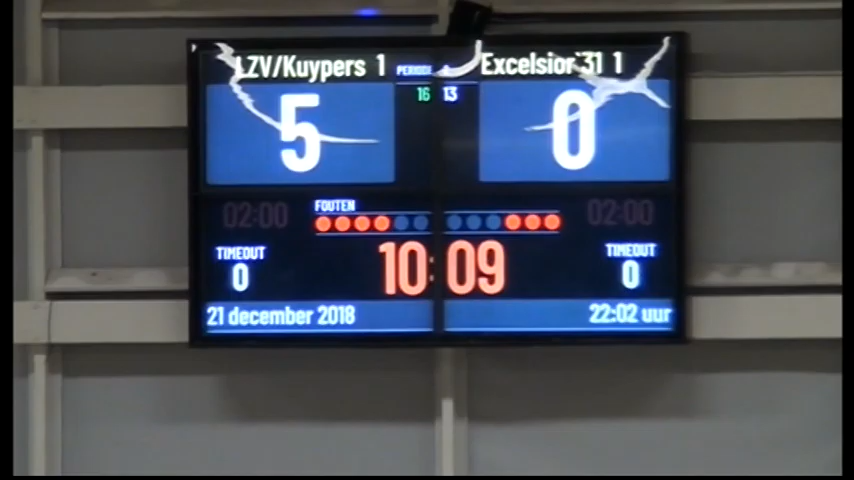 LZV/Kuypers 1 PERIODE Excelsior'31 1
5 16 13 0
FOUTEN
02:00 02:00
TIMEOUT 10:09 TIMEOUT
0 0
21 december 2018 22:02 uur